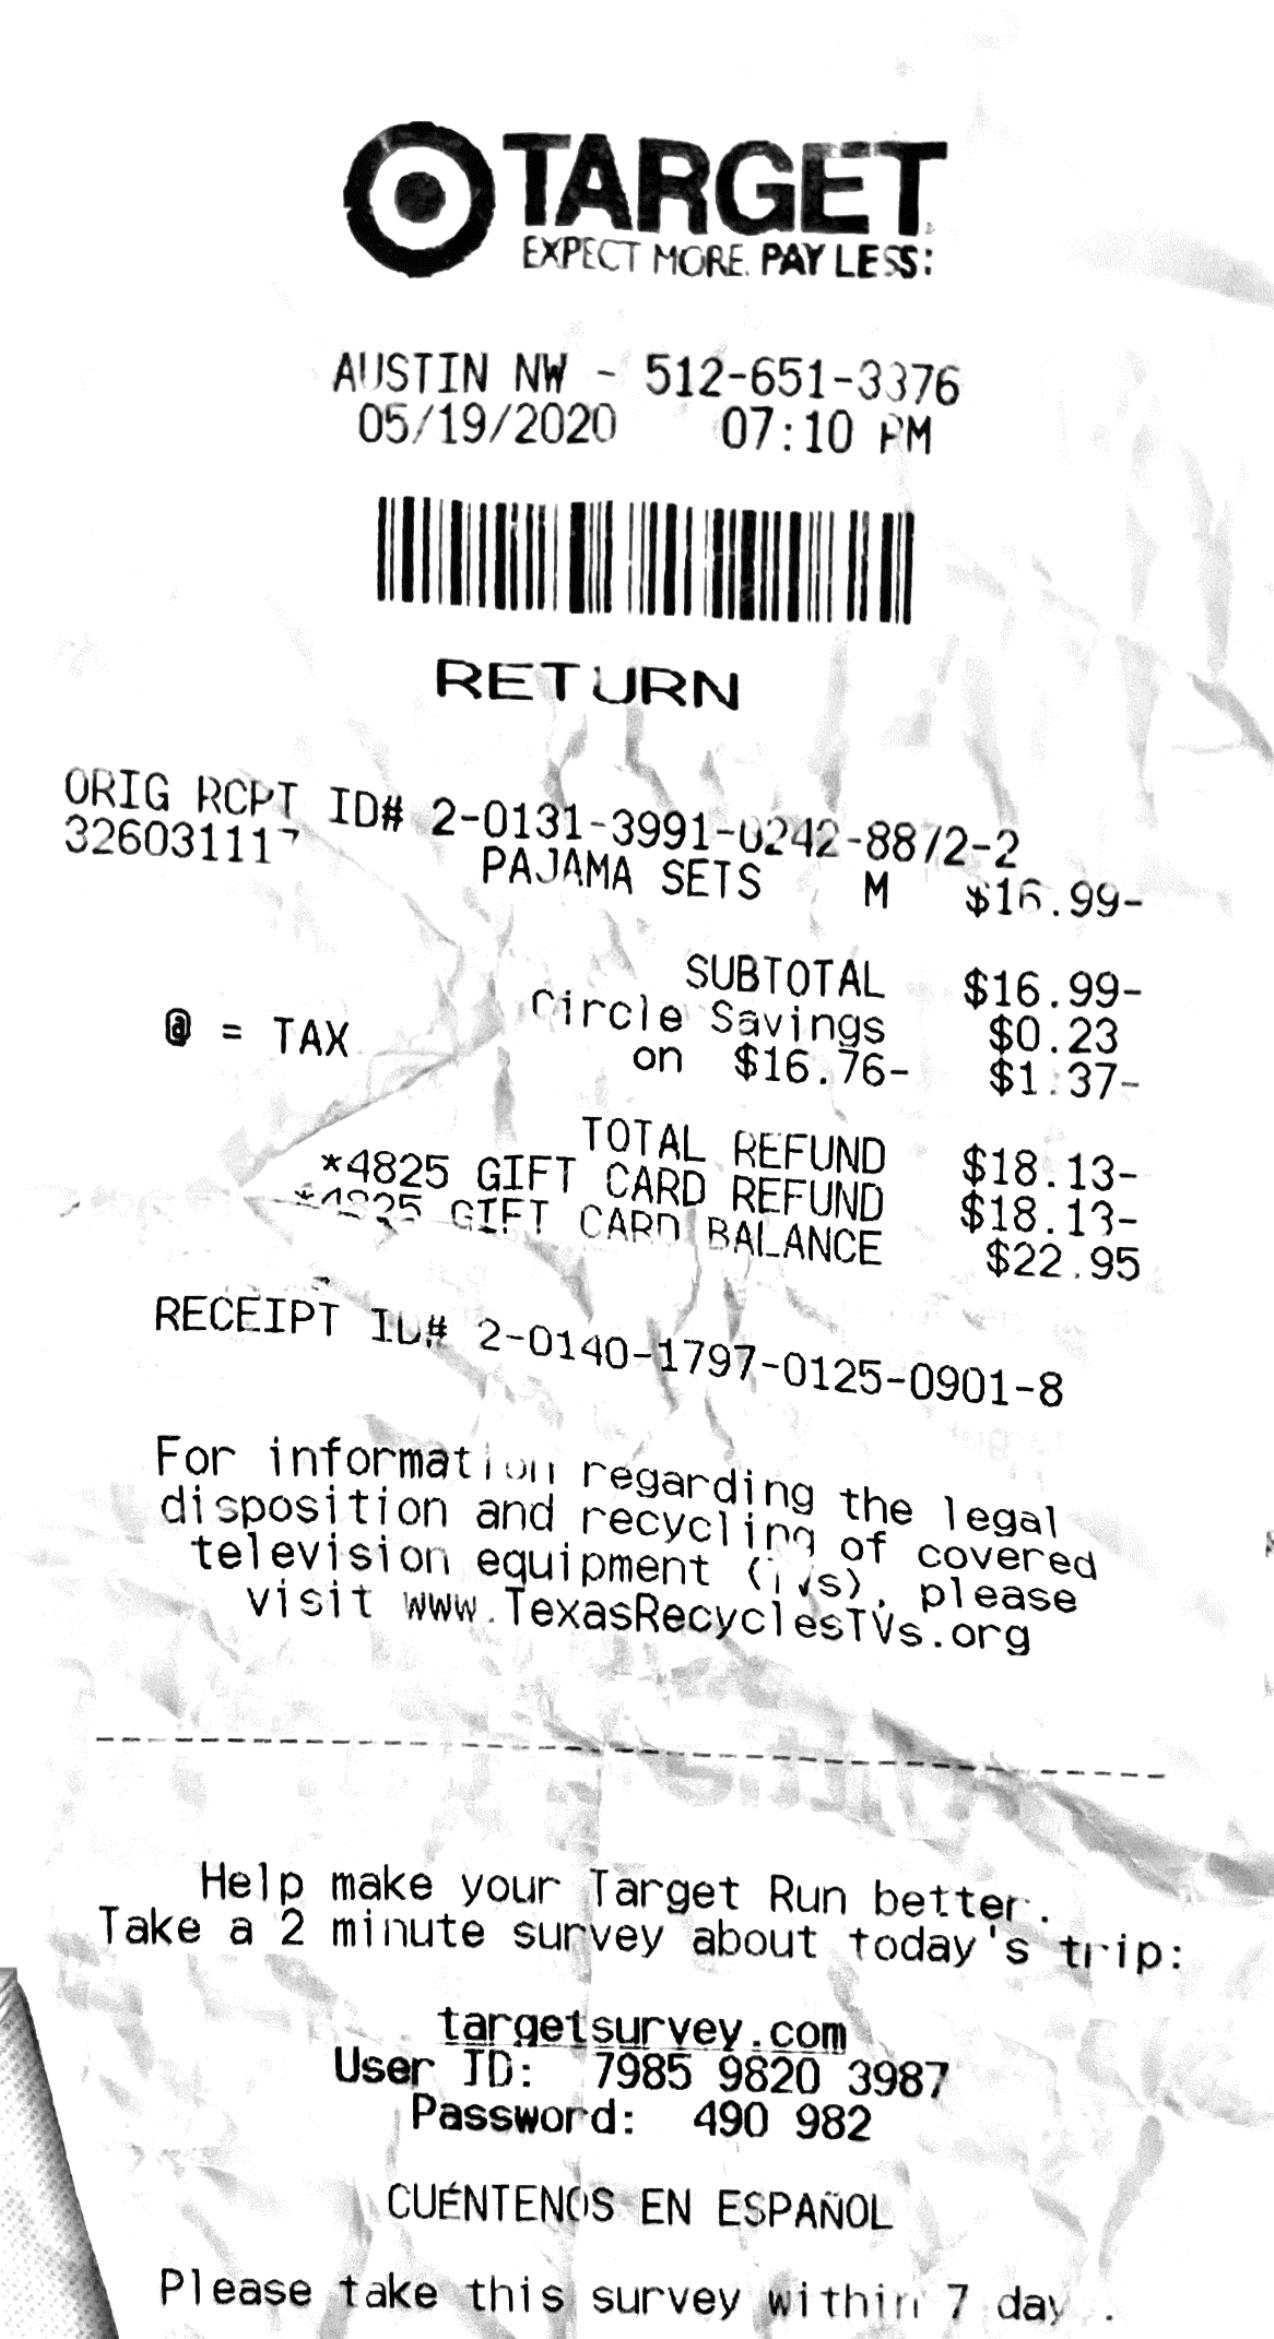 TARGET
EXPECT MORE. PAY LESS.
AUSTIN NW - 512-651-3376
05/19/2020 07:10 PM
RETURN
ORIG RCPT ID# 2-0131-3991-0242-8872-2
326031117 PAJAMA SETS M $16.99-
SUBTOTAL $16.99-
Circle Savings $0.23
@ = TAX on $16.76- $1.37-
TOTAL REFUND $18.13-
*4825 GIFT CARD REFUND $18.13-
*4825 GIFT CARD BALANCE $22.95
RECEIPT ID# 2-0140-1797-0125-0901-8
For information regarding the legal
disposition and recycling of covered
television equipment (TVs), please
visit www.TexasRecyclesTVs.org
Help make your Target Run better.
Take a 2 minute survey about today's trip:
targetsurvey.com
User ID: 7985 9820 3987
Password: 490 982
CUÉNTENOS EN ESPAÑOL
Please take this survey within 7 day